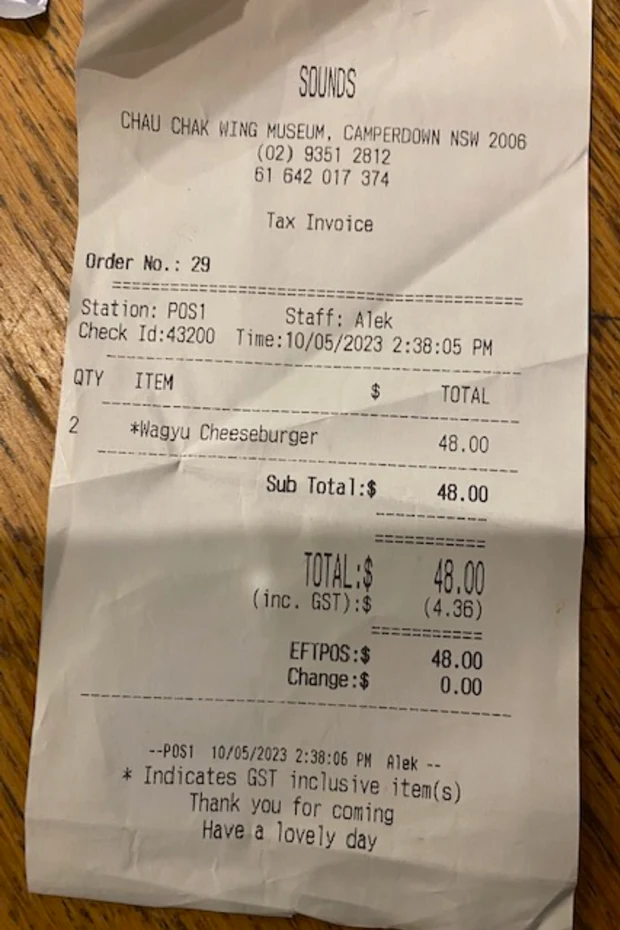 SOUNDS
CHAU CHAK WING MUSEUM, CAMPERDOWN NSW 2006
(02) 9351 2812
61 642 017 374
Tax Invoice
Order No.: 29
==========================================
Station: POS1 Staff: Alek
Check Id:43200 Time:10/05/2023 2:38:05 PM
------------------------------------------
QTY ITEM $ TOTAL
------------------------------------------
2 *Wagyu Cheeseburger 48.00
------------------------------------------
Sub Total:$ 48.00
-----------
===========
TOTAL:$ 48.00
(inc. GST):$ (4.36)
===========
EFTPOS:$ 48.00
Change:$ 0.00
------------------------------------------
--POS1 10/05/2023 2:38:06 PM Alek --
* Indicates GST inclusive item(s)
Thank you for coming
Have a lovely day